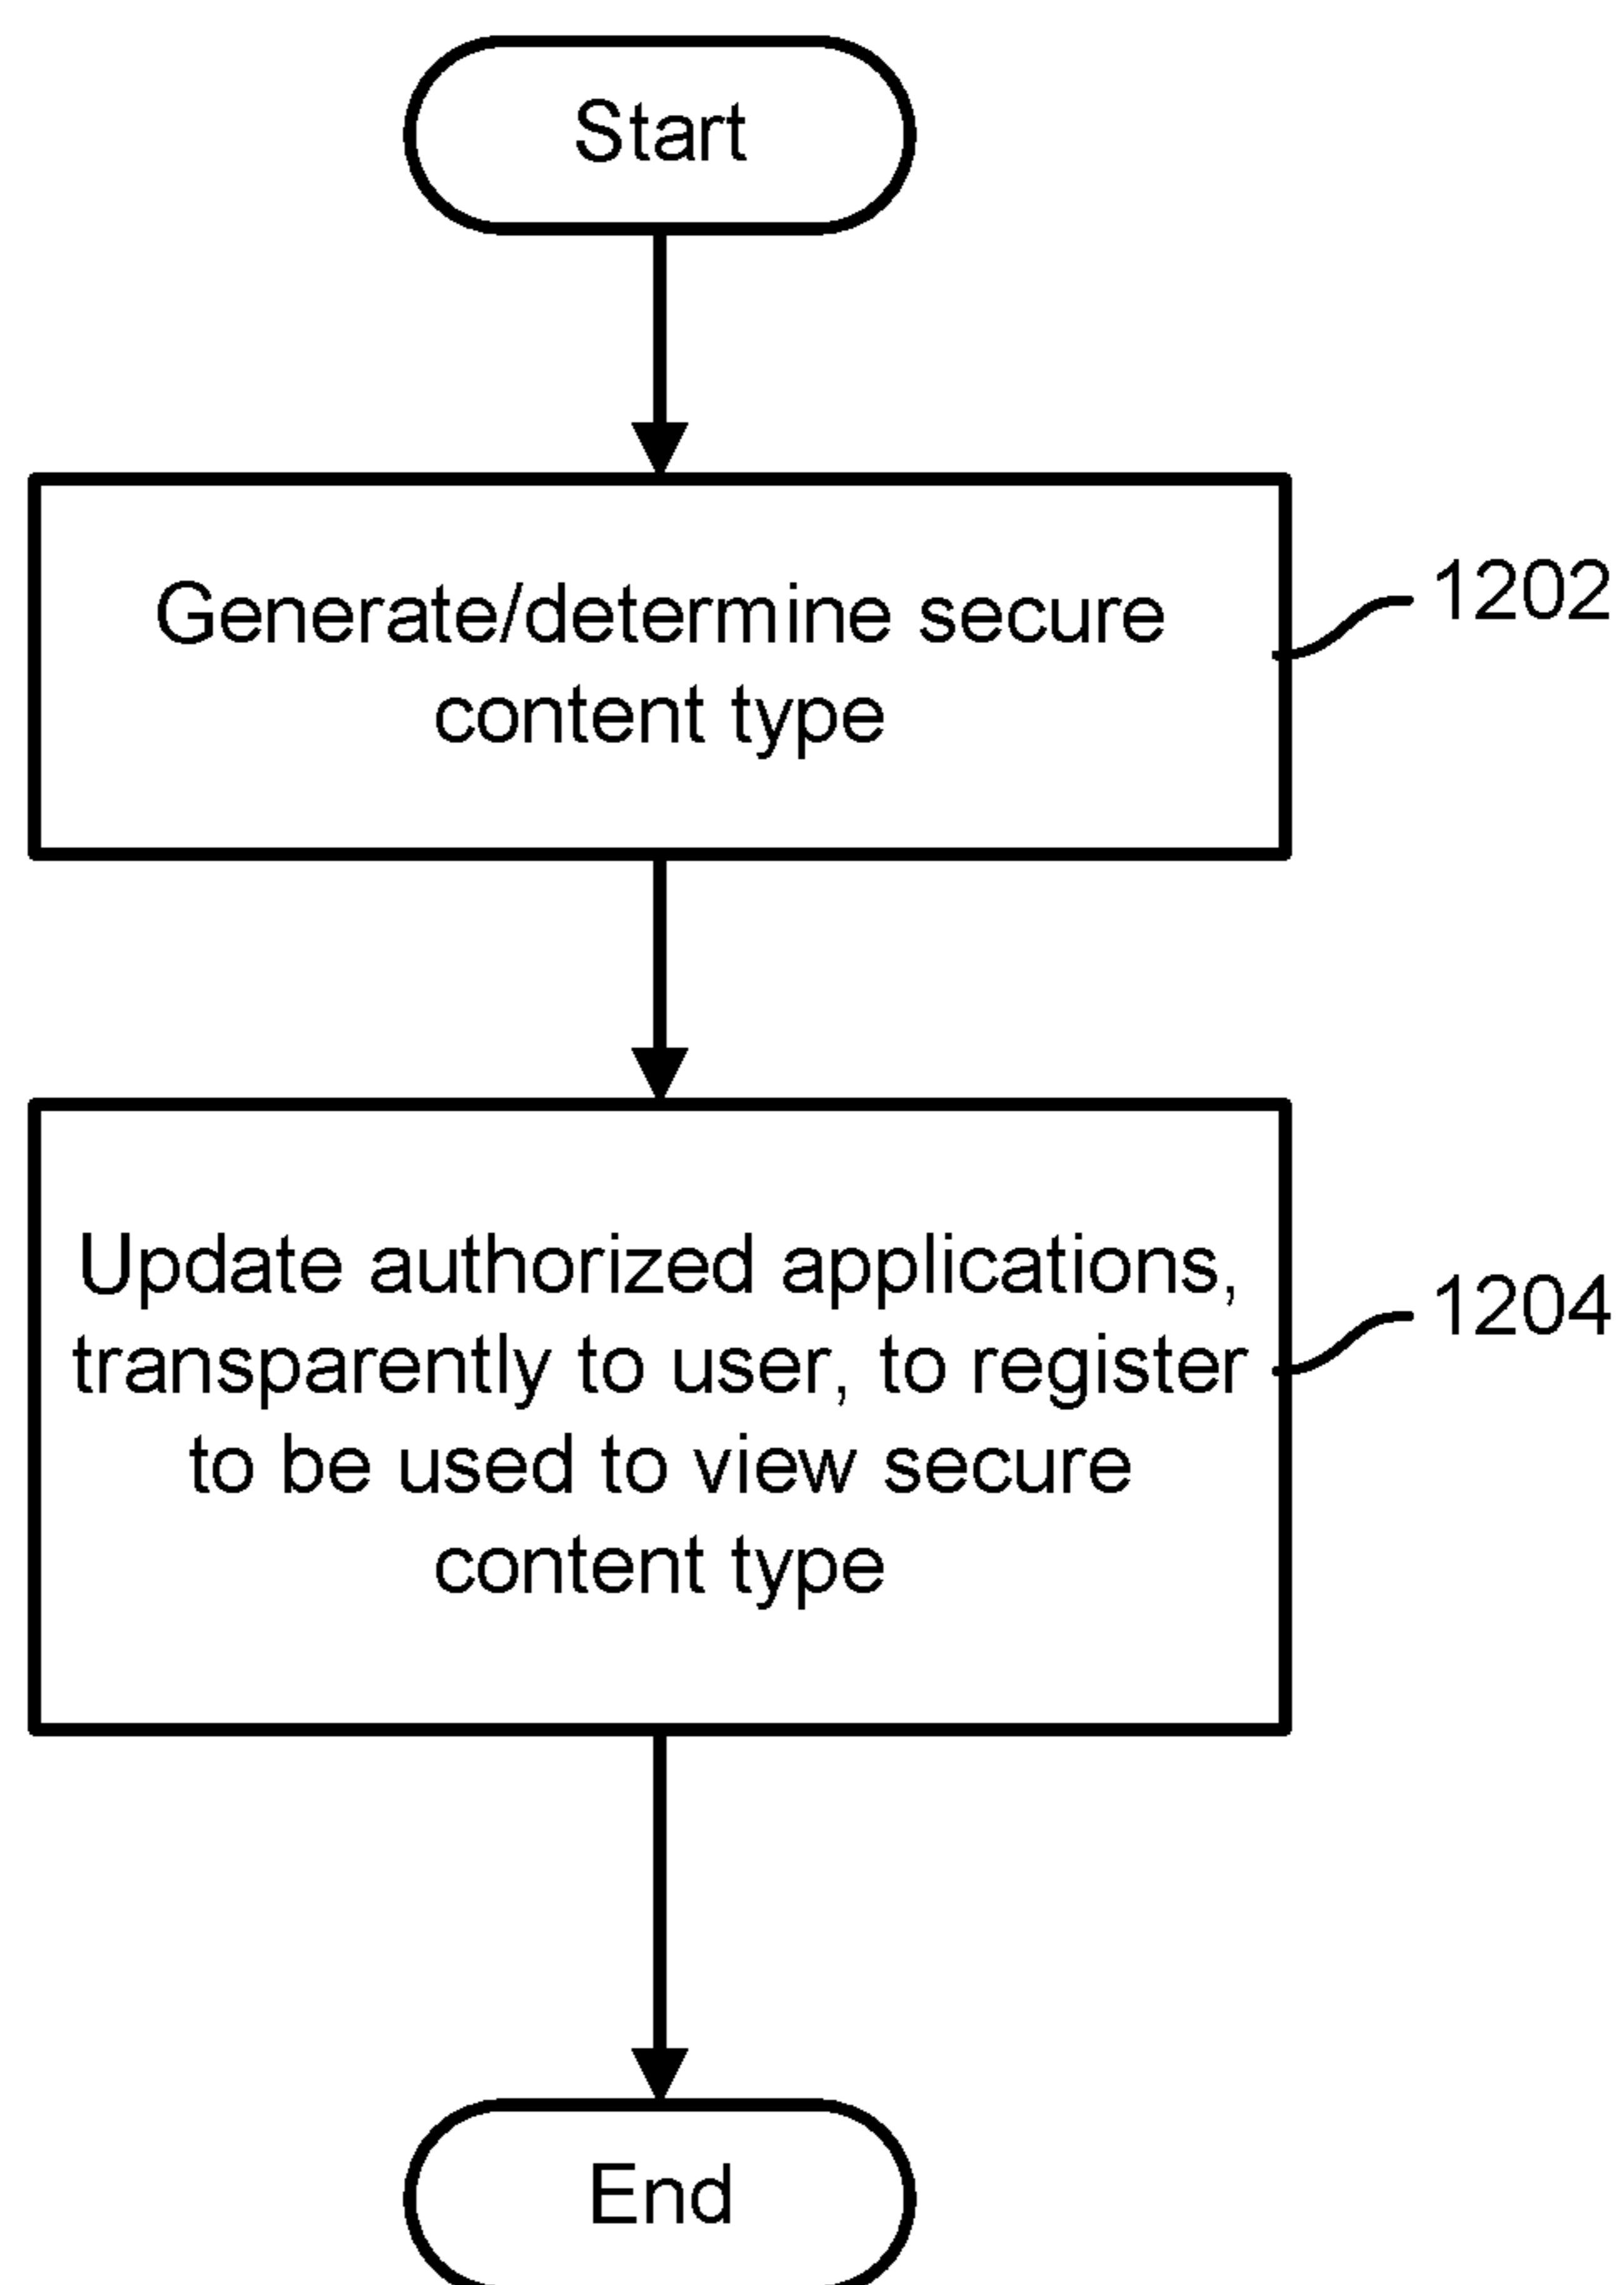 Start
Generate/determine secure
content type
1202
Update authorized applications,
transparently to user, to register
to be used to view secure
content type
1204
End